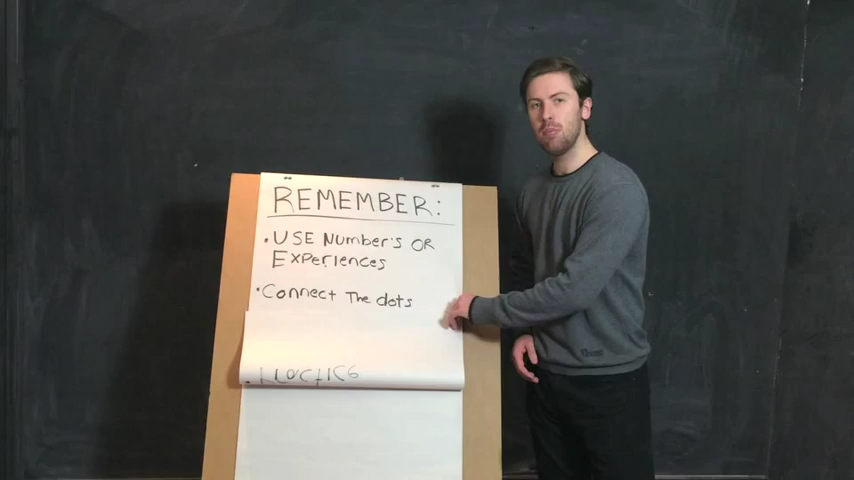 REMEMBER:
• USE Number's OR
Experiences
• Connect The dots